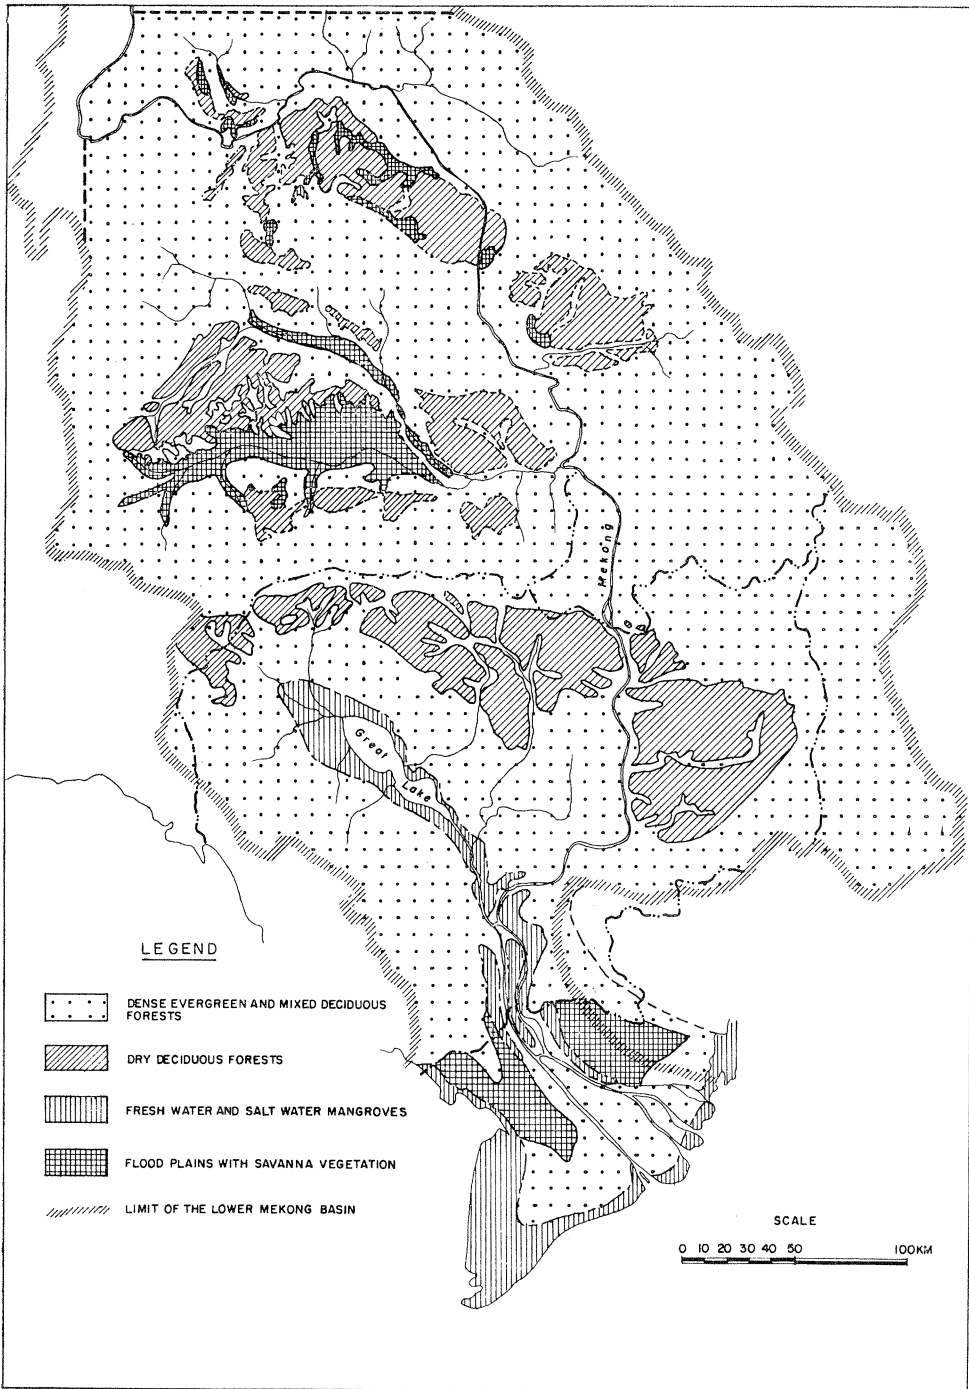 Mekong
Great
Lake
LEGEND
DENSE EVERGREEN AND MIXED DECIDUOUS
FORESTS
DRY DECIDUOUS FORESTS
FRESH WATER AND SALT WATER MANGROVES
FLOOD PLAINS WITH SAVANNA VEGETATION
LIMIT OF THE LOWER MEKONG BASIN
SCALE
0 10 20 30 40 50 100KM